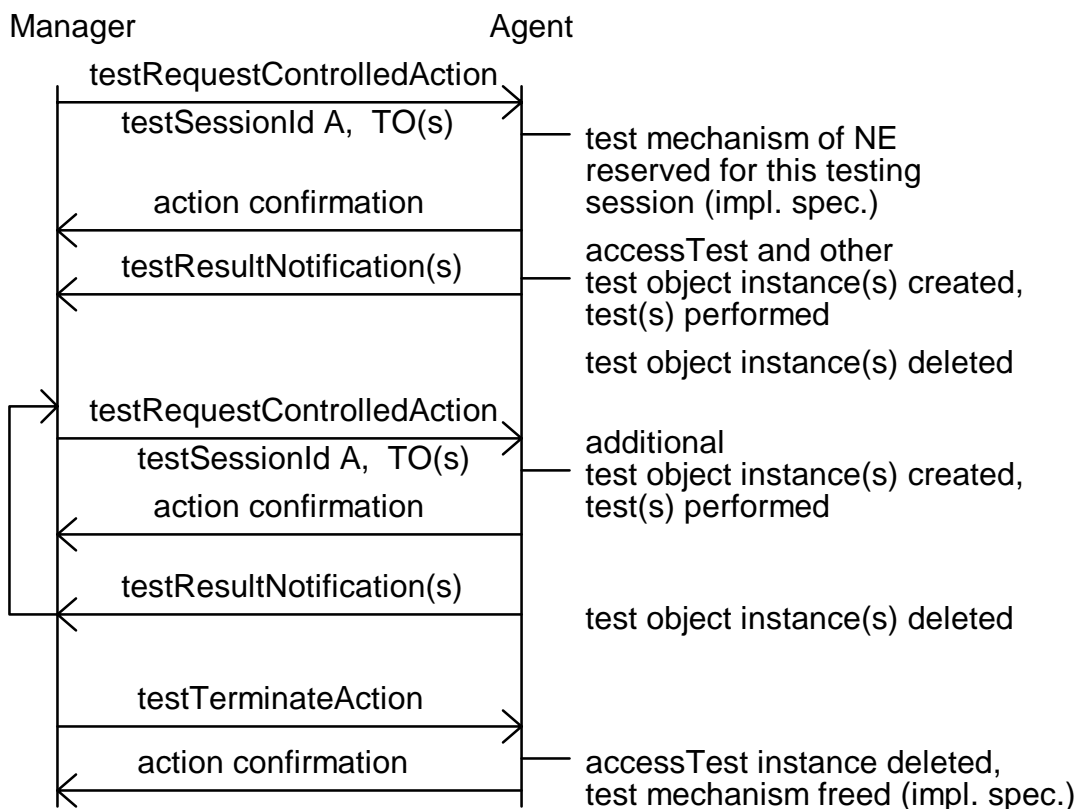 Manager
Agent
testRequestControlledAction
testSessionId A, TO(s)
test mechanism of NE
reserved for this testing
session (impl. spec.)
action confirmation
testResultNotification(s)
accessTest and other
test object instance(s) created,
test(s) performed
test object instance(s) deleted
testRequestControlledAction
testSessionId A, TO(s)
additional
test object instance(s) created,
test(s) performed
action confirmation
testResultNotification(s)
test object instance(s) deleted
testTerminateAction
action confirmation
accessTest instance deleted,
test mechanism freed (impl. spec.)